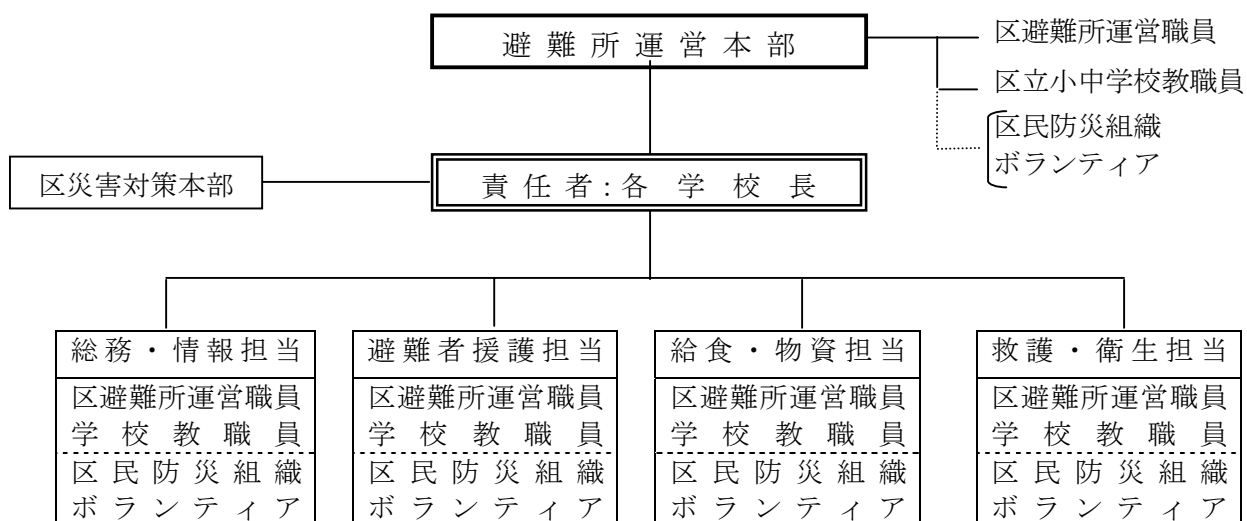 避難所運営本部
区避難所運営職員
区立小中学校教職員
区民防災組織
ボランティア
区災害対策本部
責任者:各学校長
総務・情報担当
区避難所運営職員
学校教職員
区民防災組織
ボランティア
避難者援護担当
区避難所運営職員
学校教職員
区民防災組織
ボランティア
給食・物資担当
区避難所運営職員
学校教職員
区民防災組織
ボランティア
救護・衛生担当
区避難所運営職員
学校教職員
区民防災組織
ボランティア